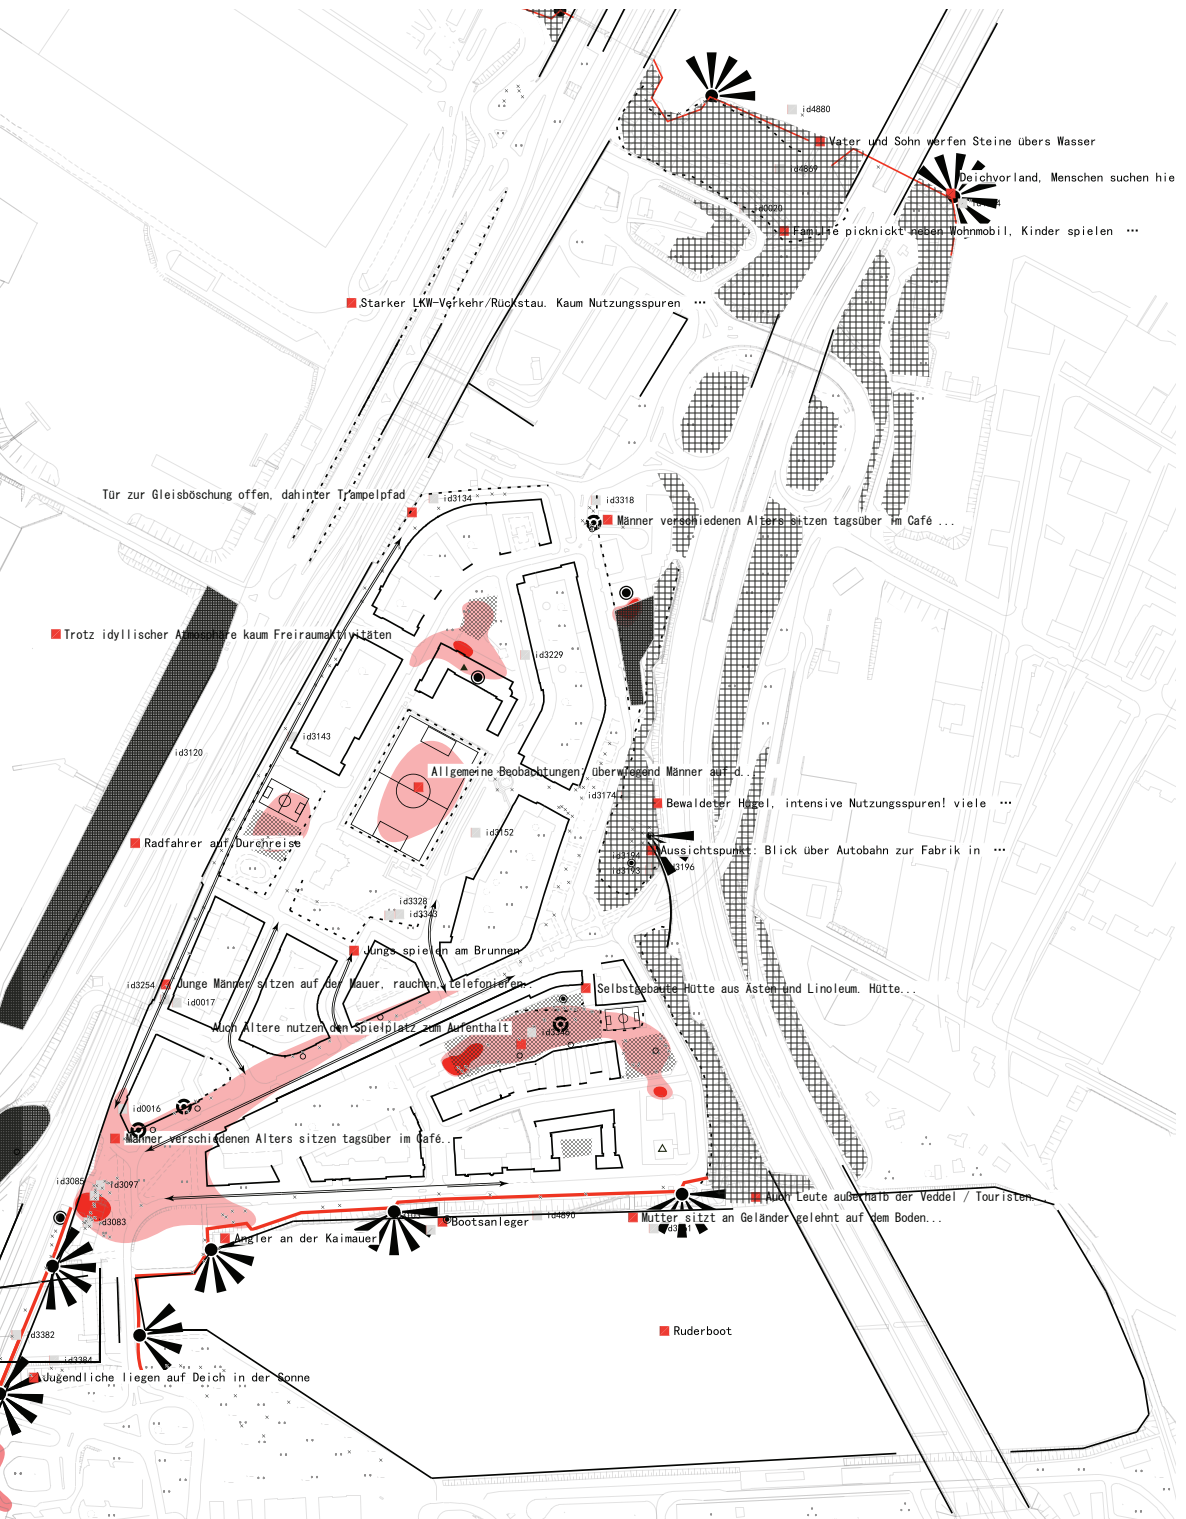 id4880
Vater und Sohn werfen Steine übers Wasser
id4869
Deichvorland, Menschen suchen hie
id0020
Familie picknickt neben Wohnmobil, Kinder spielen ...
Starker LKW-Verkehr/Rückstau. Kaum Nutzungsspuren ...
Tür zur Gleisböschung offen, dahinter Trampelpfad
id3134
id3318
Männer verschiedenen Alters sitzen tagsüber im Café ...
Trotz idyllischer Atmosphäre kaum Freiraumaktivitäten
id3229
id3143
id3120
Allgemeine Beobachtungen: überwiegend Männer auf d...
id3174
Bewaldeter Hügel, intensive Nutzungsspuren! viele ...
id3152
Radfahrer auf Durchreise
Aussichtspunkt: Blick über Autobahn zur Fabrik in ...
id3194
id3193
id3196
id3328
id3343
Jungs spielen am Brunnen
id3254
Junge Männer sitzen auf der Mauer, rauchen, telefonieren.
Selbstgebaute Hütte aus Ästen und Linoleum. Hütte...
id0017
Auch Ältere nutzen den Spielplatz zum Aufenthalt
id0016
Männer verschiedenen Alters sitzen tagsüber im Café..
id3085
id3097
Auch Leute außerhalb der Veddel / Touristen...
id3083
Bootsanleger
id4890
Mutter sitzt an Geländer gelehnt auf dem Boden...
Angler an der Kaimauer
Ruderboot
id3382
id3384
Jugendliche liegen auf Deich in der Sonne